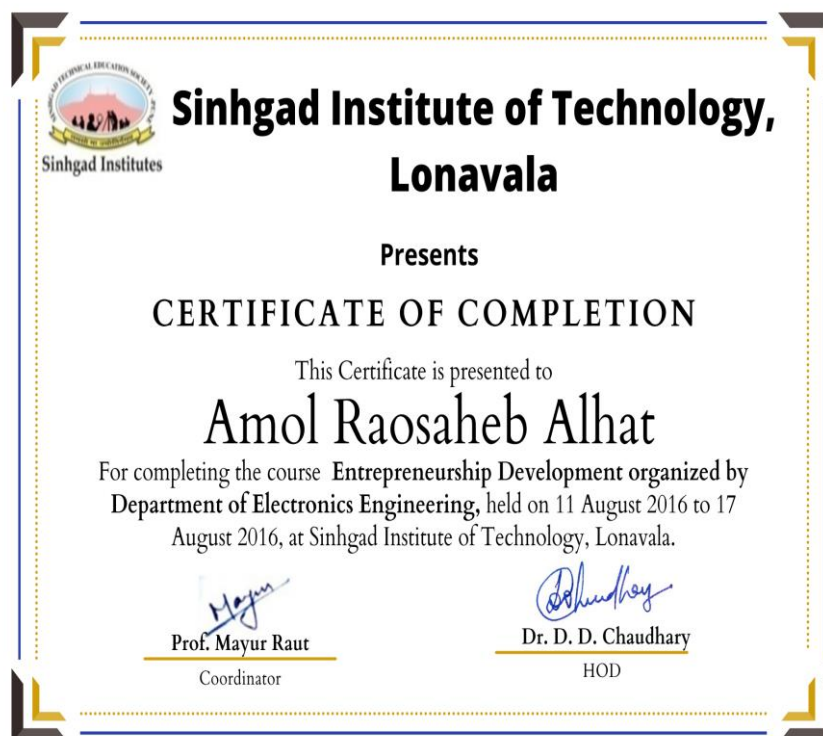 Sinhgad Institutes
Sinhgad Institute of Technology,
Lonavala
Presents
CERTIFICATE OF COMPLETION
This Certificate is presented to
Amol Raosaheb Alhat
For completing the course Entrepreneurship Development organized by
Department of Electronics Engineering, held on 11 August 2016 to 17
August 2016, at Sinhgad Institute of Technology, Lonavala.
Prof. Mayur Raut
Coordinator
Dr. D. D. Chaudhary
HOD